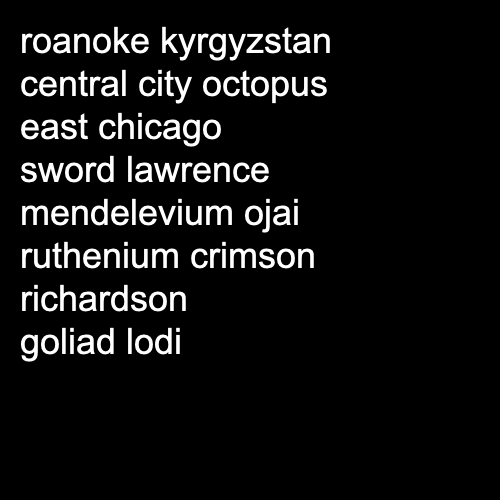 roanoke kyrgyzstan
central city octopus
east chicago
sword lawrence
mendelevium ojai
ruthenium crimson
richardson
goliad lodi